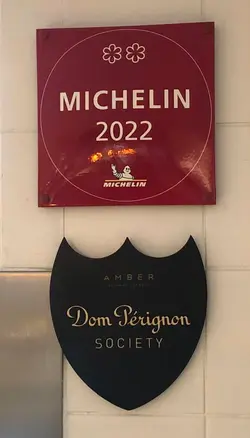 MICHELIN
2022
MICHELIN
AMBER
Dom Pérignon
SOCIETY